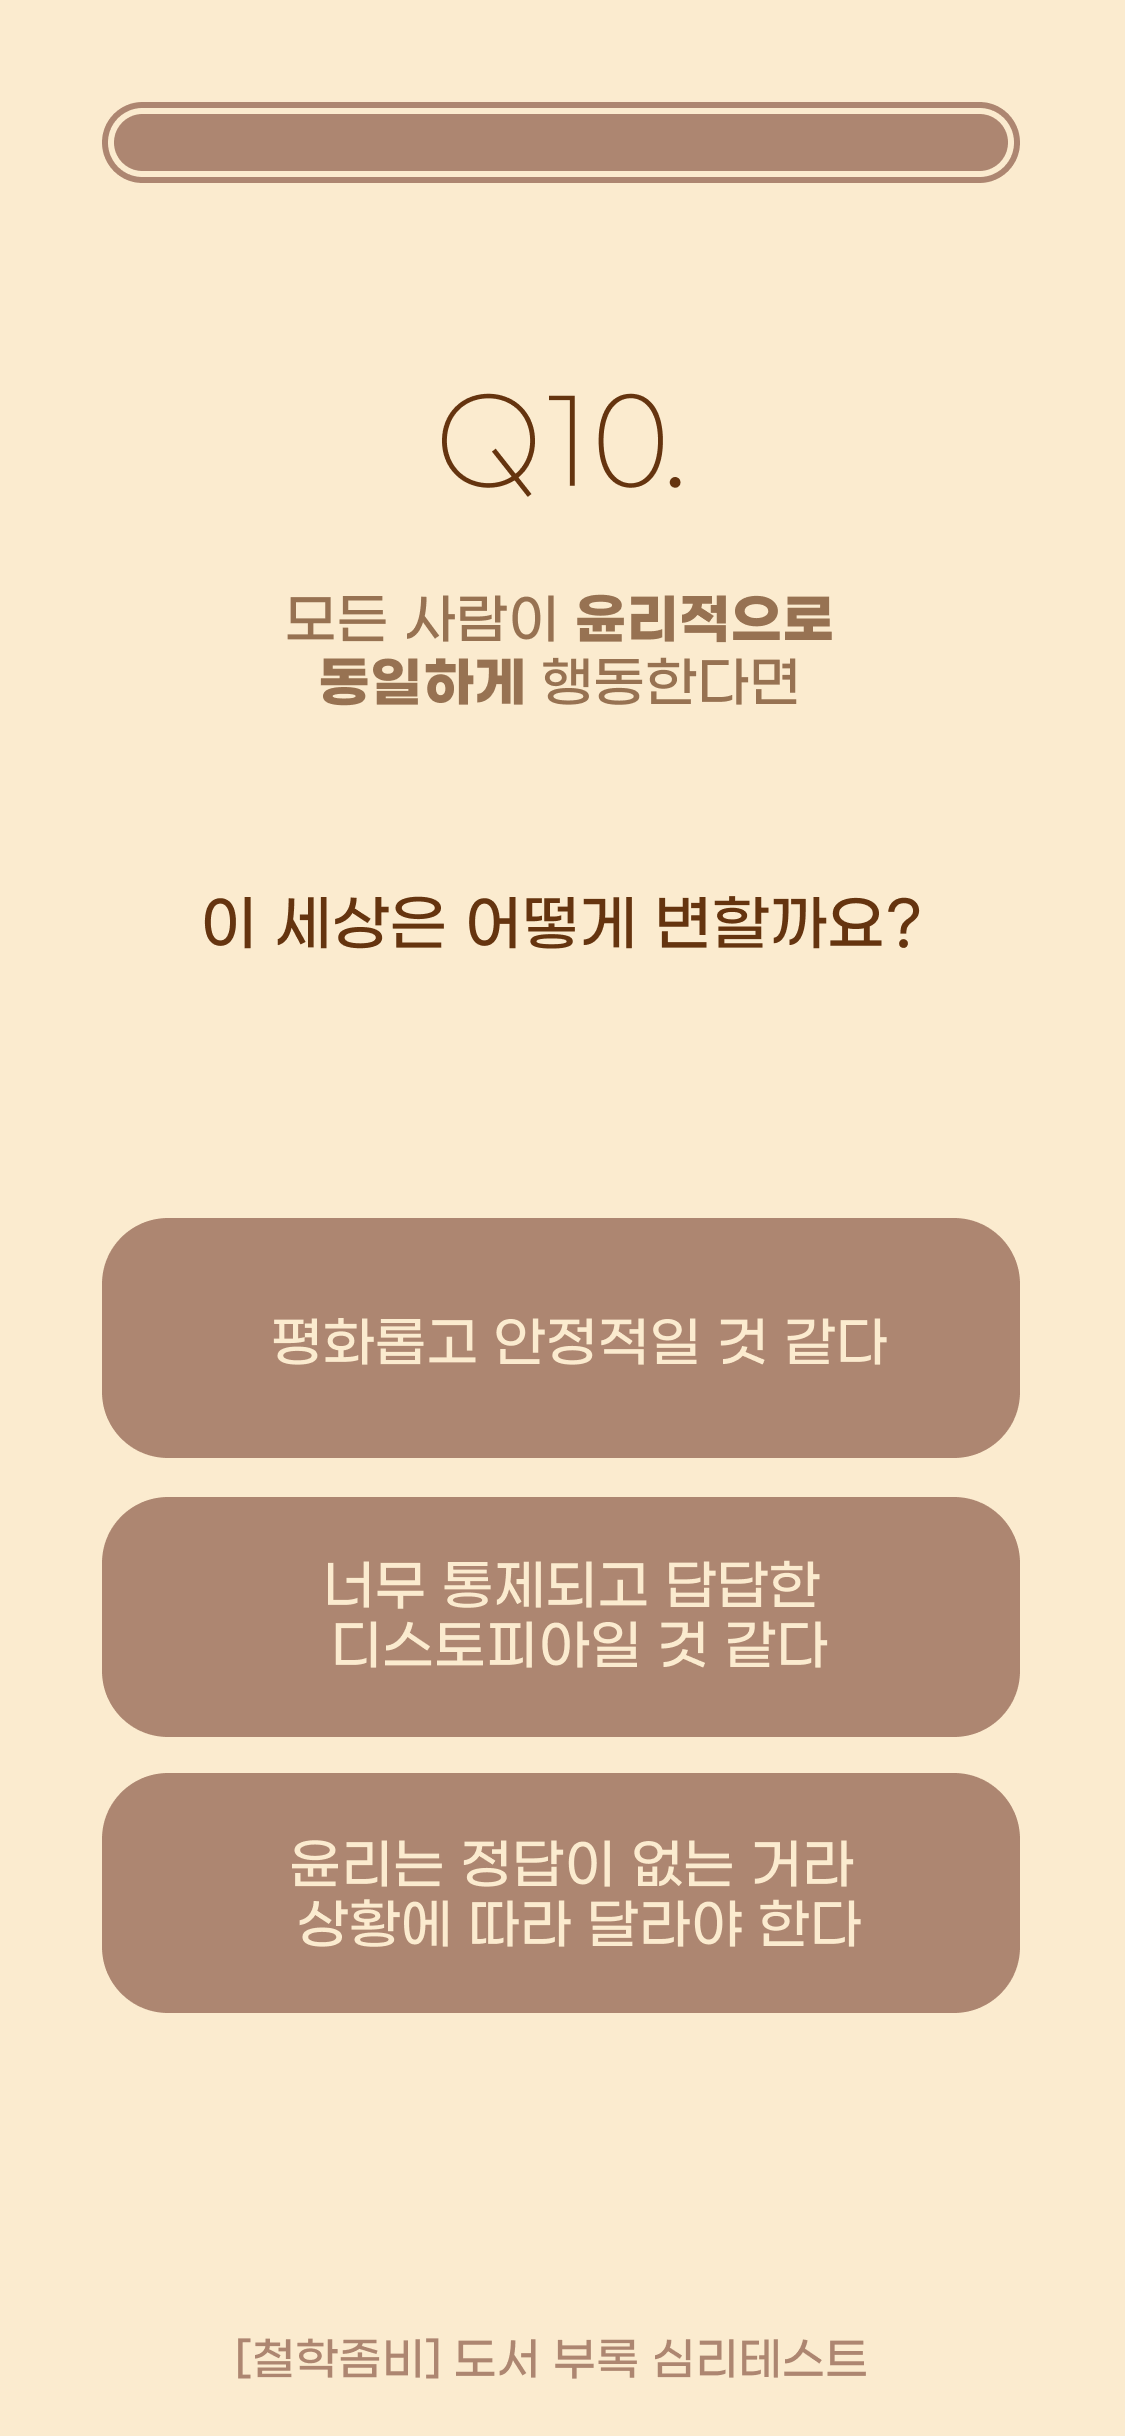 Q10.
모든 사람이 윤리적으로
동일하게 행동한다면
이 세상은 어떻게 변할까요?
평화롭고 안정적일 것 같다
너무 통제되고 답답한
디스토피아일 것 같다
윤리는 정답이 없는 거라
상황에 따라 달라야 한다
[철학좀비] 도서 부록 심리테스트